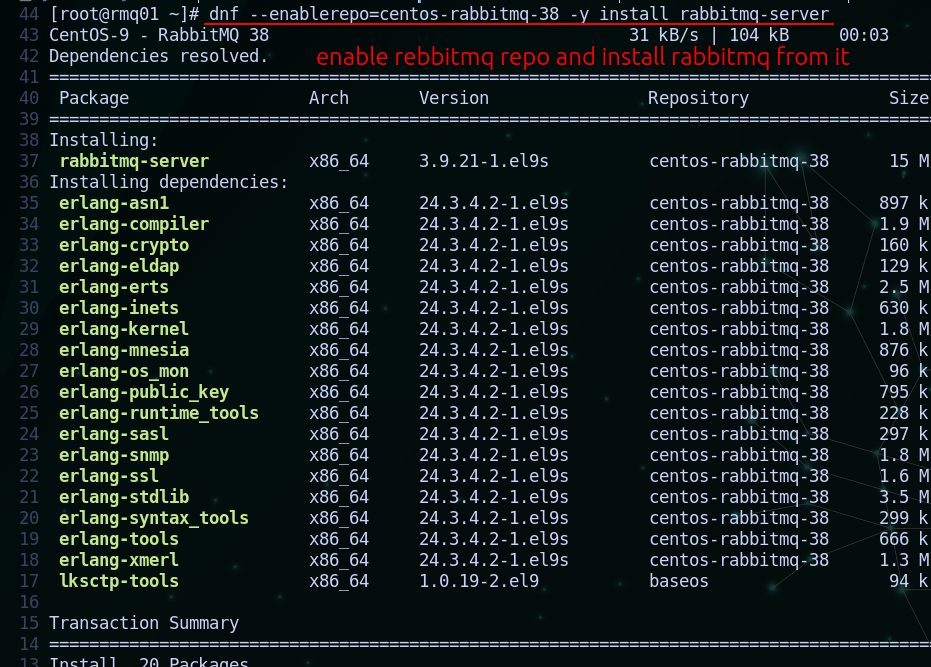 44 [root@rmq01 ~]# dnf --enablerepo=centos-rabbitmq-38 -y install rabbitmq-server
43 CentOS-9 - RabbitMQ 38 31 kB/s | 104 kB 00:03
42 Dependencies resolved. enable rebbitmq repo and install rabbitmq from it
41 ================================================================================
40 Package Arch Version Repository Size
39 ================================================================================
38 Installing:
37 rabbitmq-server x86_64 3.9.21-1.el9s centos-rabbitmq-38 15 M
36 Installing dependencies:
35 erlang-asn1 x86_64 24.3.4.2-1.el9s centos-rabbitmq-38 897 k
34 erlang-compiler x86_64 24.3.4.2-1.el9s centos-rabbitmq-38 1.9 M
33 erlang-crypto x86_64 24.3.4.2-1.el9s centos-rabbitmq-38 160 k
32 erlang-eldap x86_64 24.3.4.2-1.el9s centos-rabbitmq-38 129 k
31 erlang-erts x86_64 24.3.4.2-1.el9s centos-rabbitmq-38 2.5 M
30 erlang-inets x86_64 24.3.4.2-1.el9s centos-rabbitmq-38 630 k
29 erlang-kernel x86_64 24.3.4.2-1.el9s centos-rabbitmq-38 1.8 M
28 erlang-mnesia x86_64 24.3.4.2-1.el9s centos-rabbitmq-38 876 k
27 erlang-os_mon x86_64 24.3.4.2-1.el9s centos-rabbitmq-38 96 k
26 erlang-public_key x86_64 24.3.4.2-1.el9s centos-rabbitmq-38 795 k
25 erlang-runtime_tools x86_64 24.3.4.2-1.el9s centos-rabbitmq-38 228 k
24 erlang-sasl x86_64 24.3.4.2-1.el9s centos-rabbitmq-38 297 k
23 erlang-snmp x86_64 24.3.4.2-1.el9s centos-rabbitmq-38 1.8 M
22 erlang-ssl x86_64 24.3.4.2-1.el9s centos-rabbitmq-38 1.6 M
21 erlang-stdlib x86_64 24.3.4.2-1.el9s centos-rabbitmq-38 3.5 M
20 erlang-syntax_tools x86_64 24.3.4.2-1.el9s centos-rabbitmq-38 299 k
19 erlang-tools x86_64 24.3.4.2-1.el9s centos-rabbitmq-38 666 k
18 erlang-xmerl x86_64 24.3.4.2-1.el9s centos-rabbitmq-38 1.3 M
17 lksctp-tools x86_64 1.0.19-2.el9 baseos 94 k
16
15 Transaction Summary
14 ================================================================================
13 Install 20 Packages